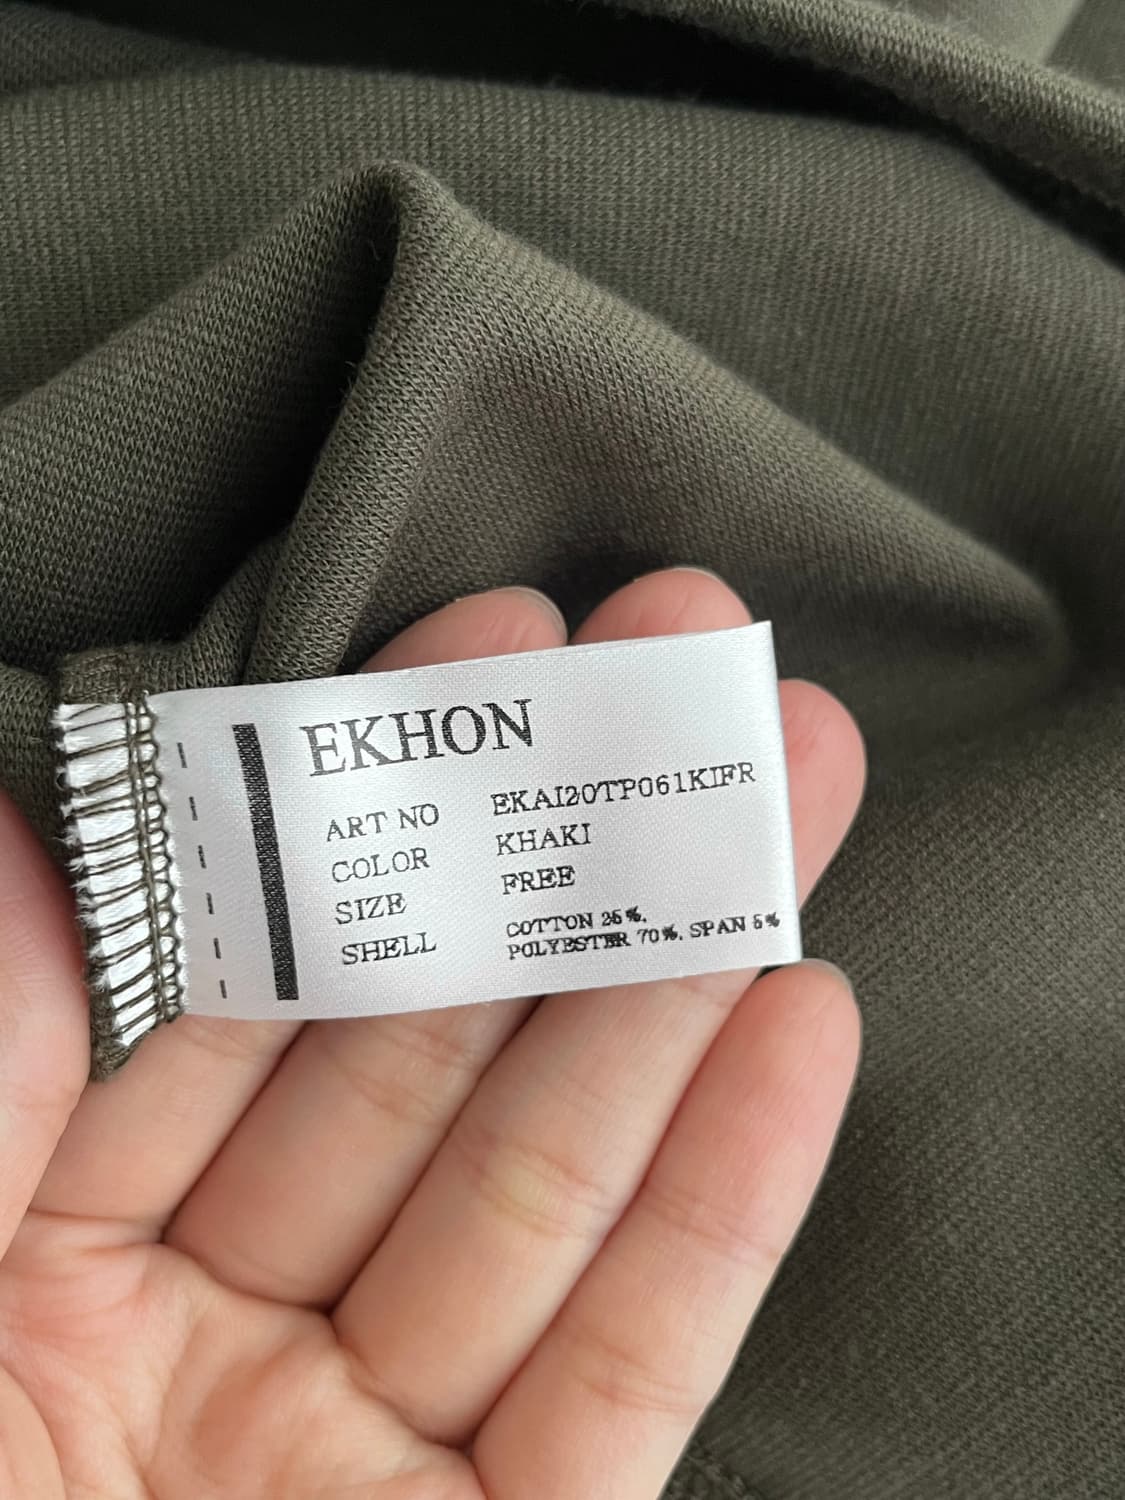 EKHON
ART NO EKAI20TP061KIFR
COLOR KHAKI
SIZE FREE
SHELL COTTON 25%,
POLYESTER 70%, SPAN 5%